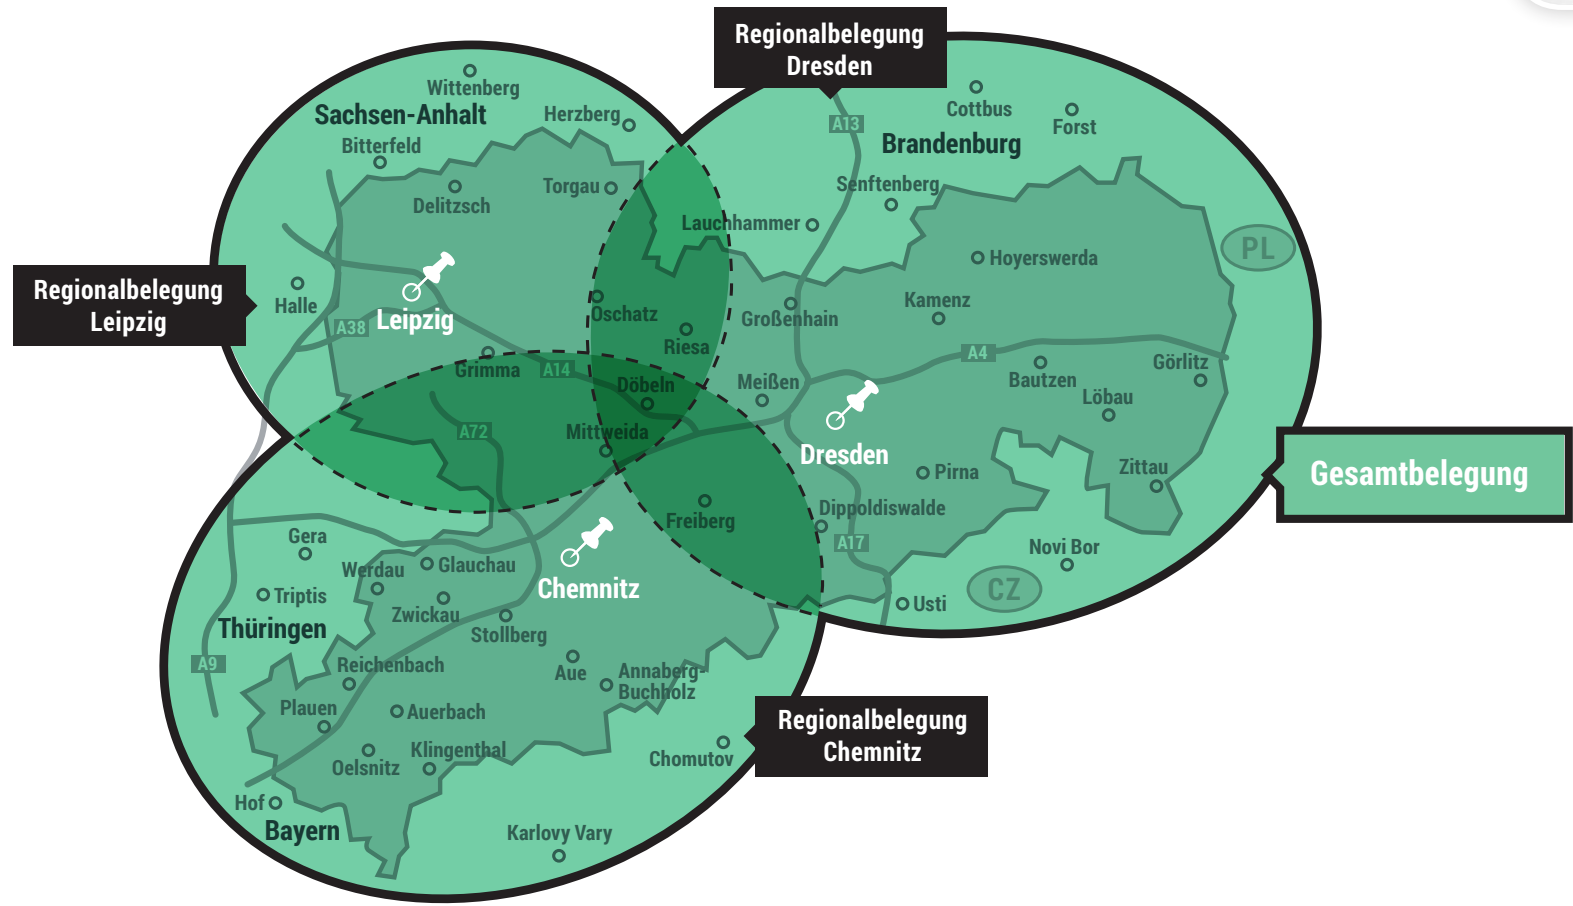 Regionalbelegung
Dresden
Wittenberg
Sachsen-Anhalt
Herzberg
Bitterfeld
Torgau
Delitzsch
Cottbus
Forst
A13
Brandenburg
Senftenberg
Lauchhammer
PL
Hoyerswerda
Regionalbelegung
Leipzig
Halle
A38
Leipzig
Oschatz
Riesa
Großenhain
Kamenz
Grimma
A14
Döbeln
Meißen
A4
Bautzen
Görlitz
Löbau
A72
Mittweida
Dresden
Pirna
Zittau
Gesamtbelegung
Freiberg
Dippoldiswalde
A17
Novi Bor
CZ
Usti
Gera
Werdau
Glauchau
Chemnitz
Triptis
Zwickau
Thüringen
Stollberg
A9
Reichenbach
Aue
Annaberg-
Buchholz
Plauen
Auerbach
Regionalbelegung
Chemnitz
Oelsnitz
Klingenthal
Chomutov
Hof
Bayern
Karlovy Vary